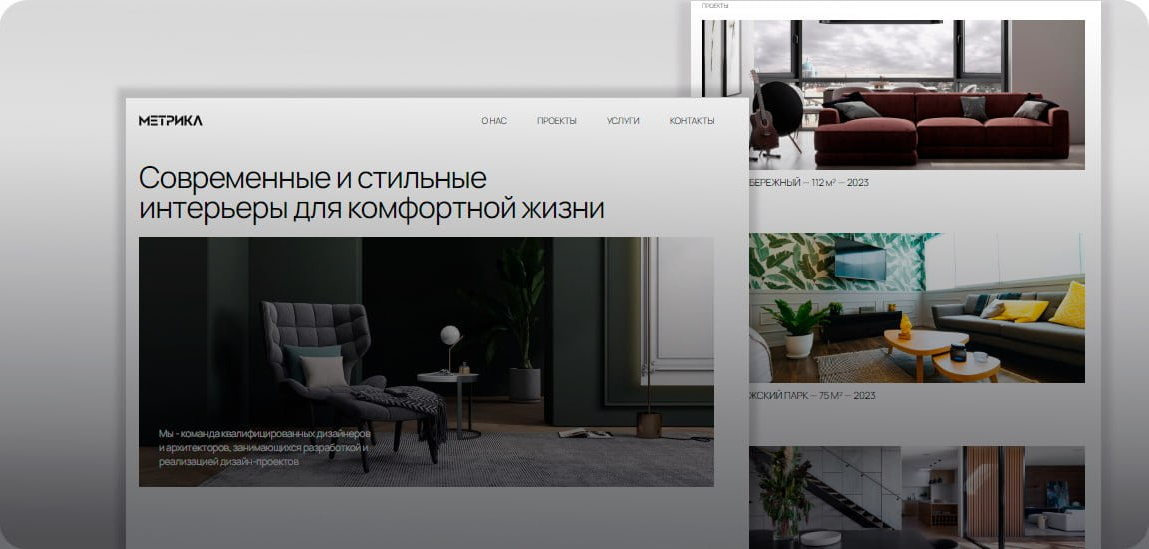 МЕТРИКА
О НАС ПРОЕКТЫ УСЛУГИ КОНТАКТЫ
Современные и стильные
интерьеры для комфортной жизни
Мы - команда квалифицированных дизайнеров
и архитекторов, занимающихся разработкой и
реализацией дизайн-проектов
ПРОЕКТЫ
БЕРЕЖНЫЙ — 112 м² — 2023
ЖСКИЙ ПАРК — 75 М² — 2023